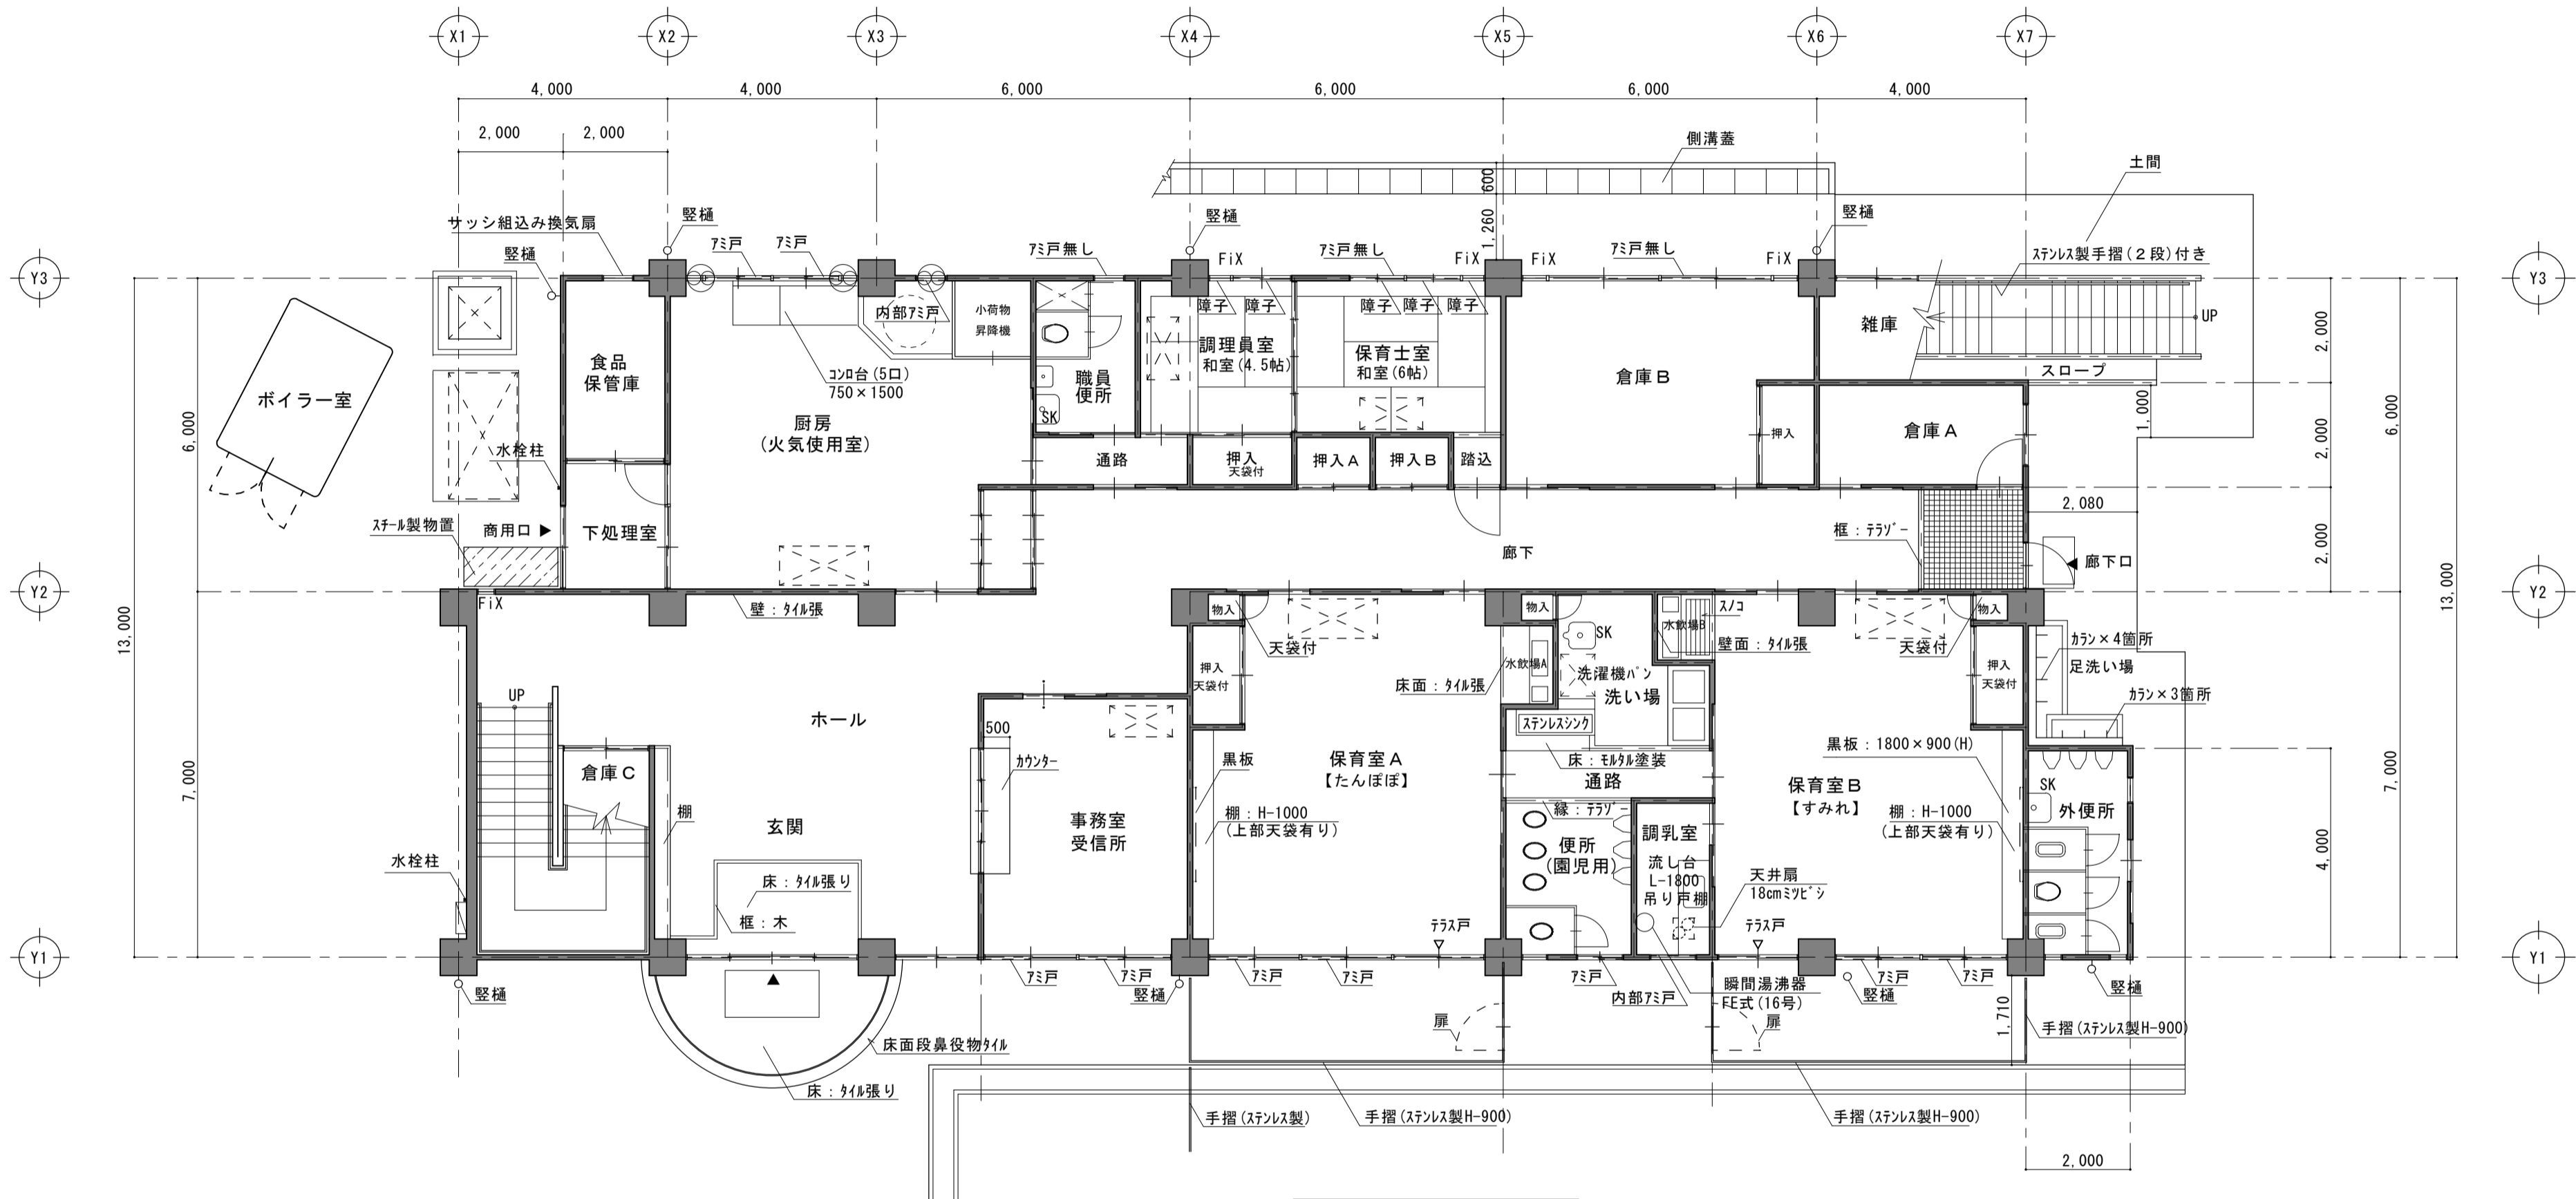 X1
X2
X3
X4
X5
X6
X7
4,000
4,000
6,000
6,000
6,000
4,000
2,000
2,000
側溝蓋
土間
600
1,260
サッシ組込み換気扇
竪樋
竪樋
ｱﾐ戸
ｱﾐ戸
ｱﾐ戸無し
竪樋
FiX
ｱﾐ戸無し
FiX
FiX
ｱﾐ戸無し
FiX
竪樋
ｽﾃﾝﾚｽ製手摺(２段)付き
Y3
Y3
内部ｱﾐ戸
小荷物
昇降機
障子
障子
障子
障子
障子
雑庫
UP
スロープ
ボイラー室
食品
保管庫
ｺﾝﾛ台(5口)
750×1500
職員
便所
SK
調理員室
和室(4.5帖)
保育士室
和室(6帖)
倉庫Ｂ
2,000
6,000
厨房
(火気使用室)
押入
倉庫Ａ
1,000
2,000
6,000
水栓柱
通路
押入
天袋付
押入Ａ
押入Ｂ
踏込
2,080
ｽﾁｰﾙ製物置
商用口
下処理室
廊下
框：ﾃﾗｿﾞｰ
廊下口
2,000
13,000
13,000
Y2
Y2
FiX
壁：ﾀｲﾙ張
物入
天袋付
物入
SK
水飲場B
ｽﾉｺ
壁面：ﾀｲﾙ張
物入
天袋付
ｶﾗﾝ×4箇所
足洗い場
ｶﾗﾝ×3箇所
押入
天袋付
水飲場A
床面：ﾀｲﾙ張
洗濯機ﾊﾟﾝ
洗い場
押入
天袋付
UP
ホール
ｽﾃﾝﾚｽｼﾝｸ
500
ｶｳﾝﾀｰ
倉庫Ｃ
棚
黒板
保育室Ａ
【たんぽぽ】
床：ﾓﾙﾀﾙ塗装
通路
黒板：1800×900(H)
保育室Ｂ
【すみれ】
SK
外便所
7,000
7,000
4,000
玄関
事務室
受信所
棚：H-1000
(上部天袋有り)
縁：ﾃﾗｿﾞｰ
便所
(園児用)
調乳室
流し台
L-1800
吊り戸棚
棚：H-1000
(上部天袋有り)
水栓柱
床：ﾀｲﾙ張り
框：木
天井扇
18cmﾐﾂﾋﾞｼ
ﾃﾗｽ戸
ﾃﾗｽ戸
Y1
Y1
竪樋
ｱﾐ戸
ｱﾐ戸
竪樋
ｱﾐ戸
ｱﾐ戸
ｱﾐ戸
内部ｱﾐ戸
瞬間湯沸器
FE式(16号)
ｱﾐ戸
竪樋
ｱﾐ戸
竪樋
扉
扉
1,710
手摺(ｽﾃﾝﾚｽ製H-900)
床面段鼻役物ﾀｲﾙ
床：ﾀｲﾙ張り
手摺(ｽﾃﾝﾚｽ製)
手摺(ｽﾃﾝﾚｽ製H-900)
手摺(ｽﾃﾝﾚｽ製H-900)
2,000